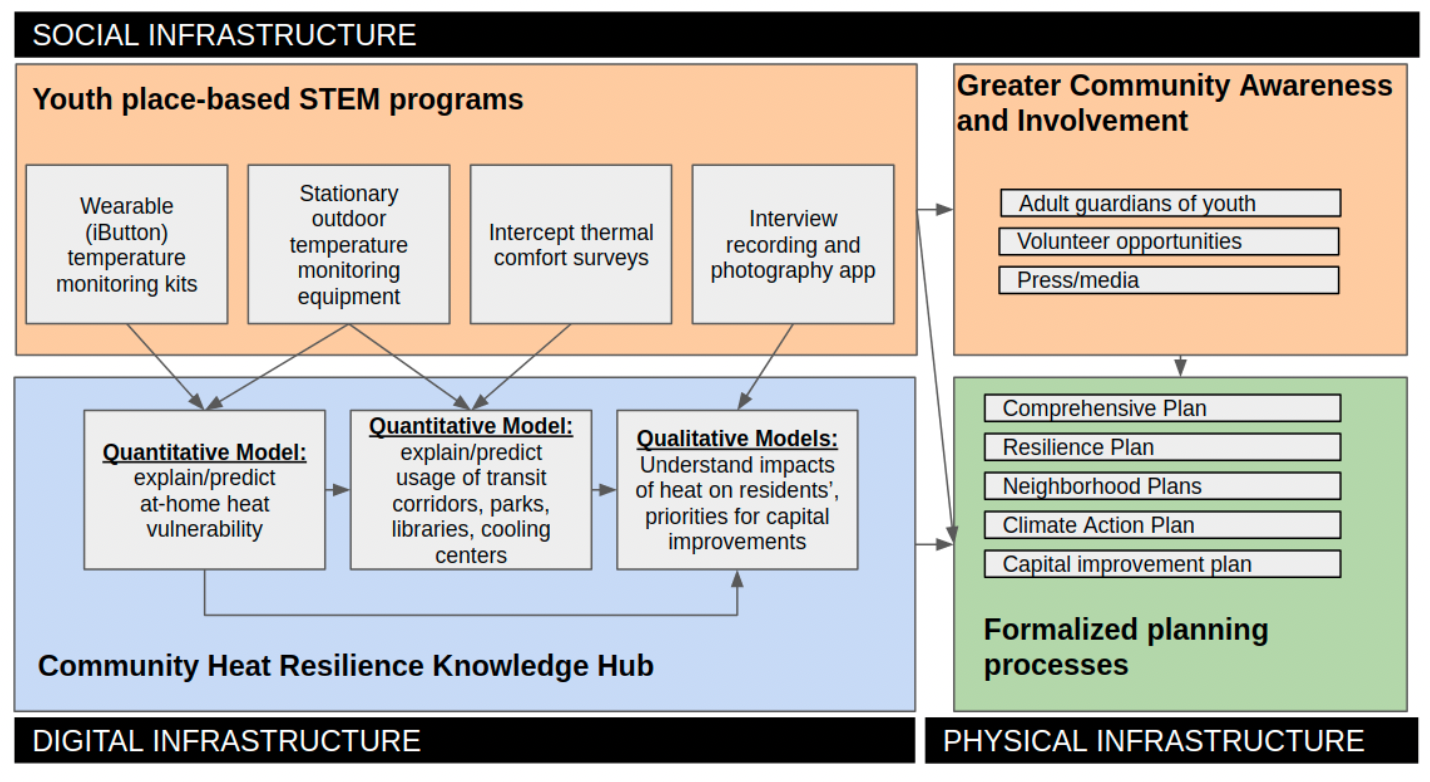 SOCIAL INFRASTRUCTURE
Youth place-based STEM programs
Wearable
(iButton)
temperature
monitoring kits
Stationary
outdoor
temperature
monitoring
equipment
Intercept thermal
comfort surveys
Interview
recording and
photography app
Greater Community Awareness
and Involvement
Adult guardians of youth
Volunteer opportunities
Press/media
Quantitative Model:
explain/predict
at-home heat
vulnerability
Quantitative Model:
explain/predict
usage of transit
corridors, parks,
libraries, cooling
centers
Qualitative Models:
Understand impacts
of heat on residents’,
priorities for capital
improvements
Community Heat Resilience Knowledge Hub
Comprehensive Plan
Resilience Plan
Neighborhood Plans
Climate Action Plan
Capital improvement plan
Formalized planning
processes
DIGITAL INFRASTRUCTURE
PHYSICAL INFRASTRUCTURE